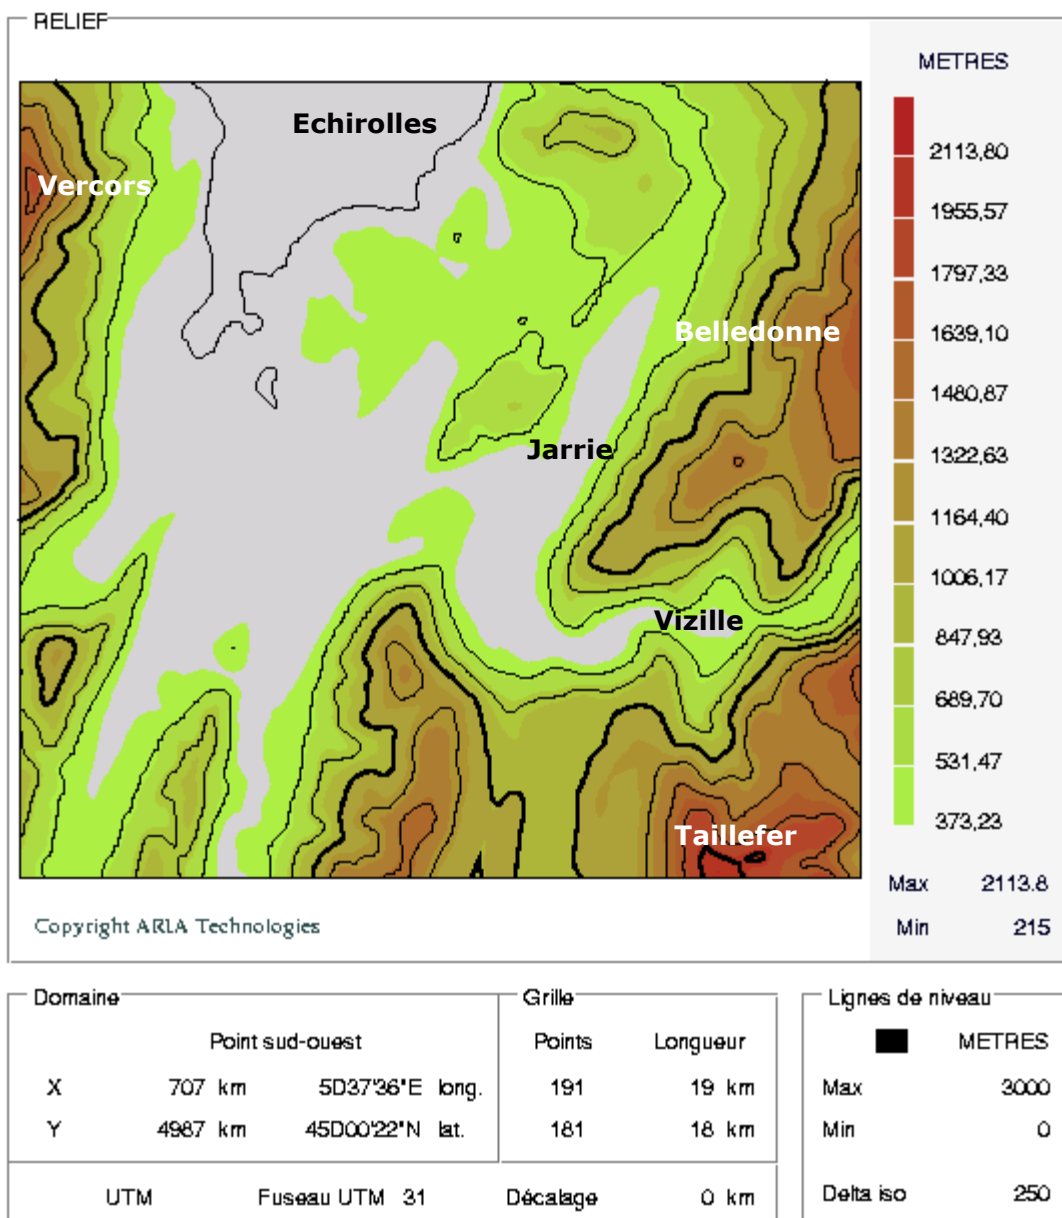 RELIEF
METRES
Echirolles
2113,80
Vercors
1955,57
1797,33
Belledonne
1639,10
1480,87
Jarrie
1322,63
1164,40
1006,17
Vizille
847,93
689,70
531,47
Taillefer
373,23
Max 2113.8
Copyright ARIA Technologies
Min 215
Domaine
Point sud-ouest
X 707 km 5D37'36"E long.
Y 4987 km 45D00'22"N lat.
UTM Fuseau UTM 31
Grille
Points Longueur
191 19 km
181 18 km
Décalage 0 km
Lignes de niveau
METRES
Max 3000
Min 0
Delta iso 250